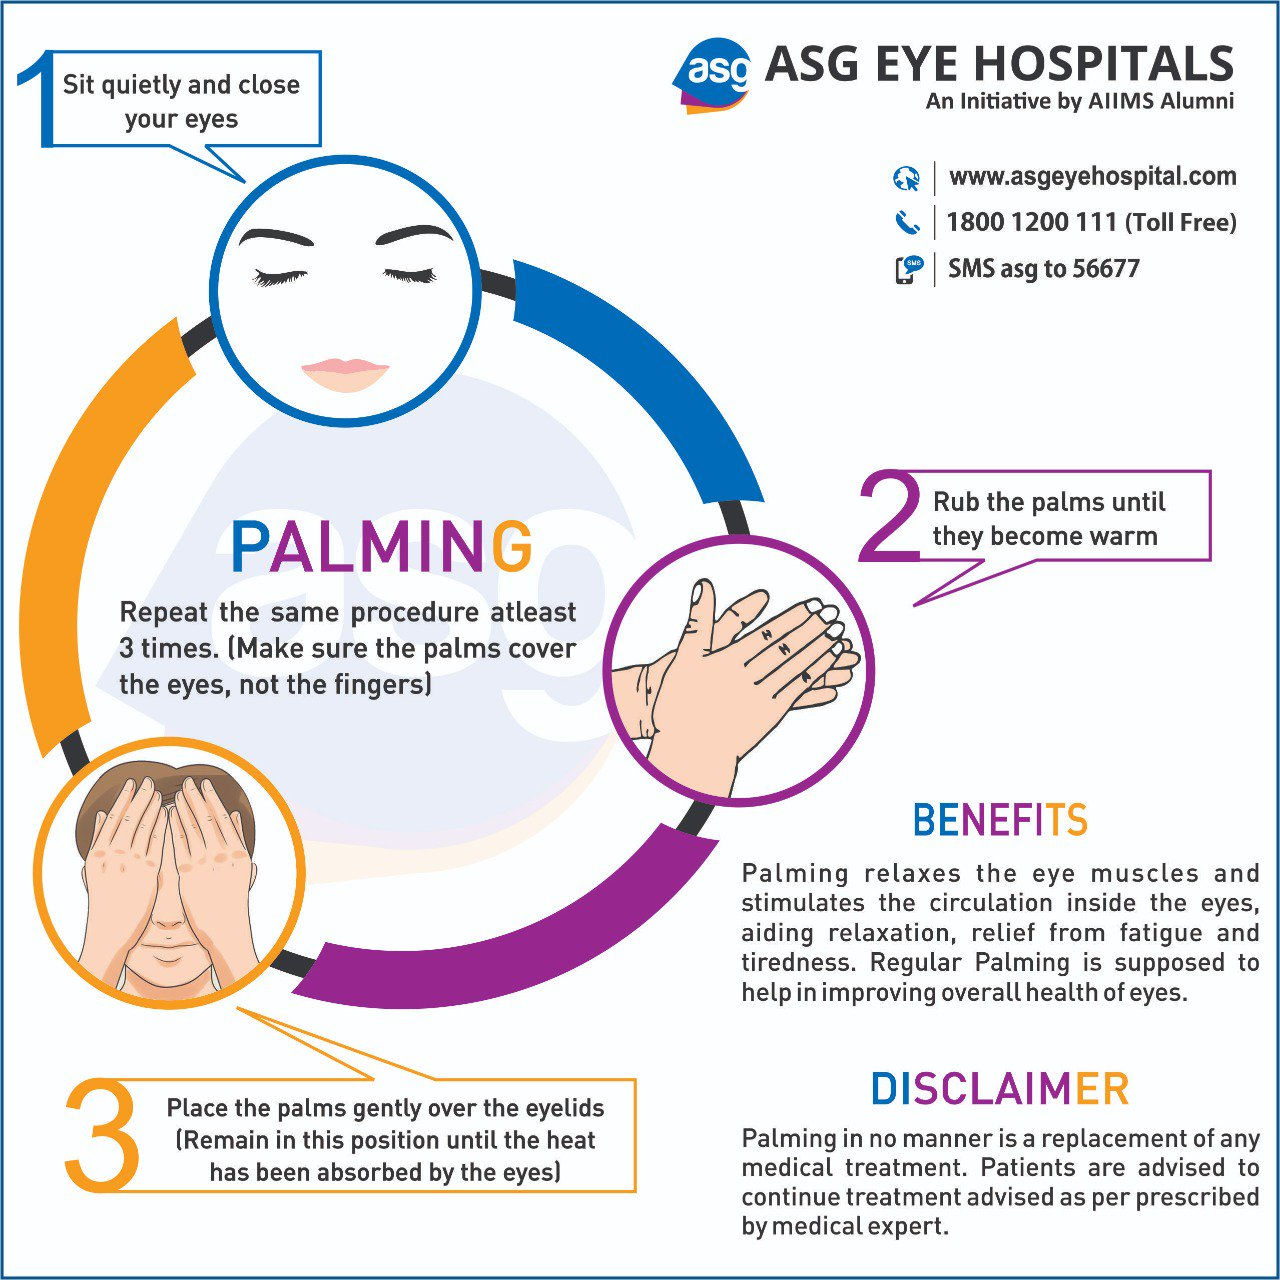 1
Sit quietly and close
your eyes
asg
ASG EYE HOSPITALS
An Initiative by AIIMS Alumni
www.asgeyehospital.com
1800 1200 111 (Toll Free)
SMS
SMS asg to 56677
2
Rub the palms until
they become warm
asg
PALMING
Repeat the same procedure atleast
3 times. (Make sure the palms cover
the eyes, not the fingers)
3
Place the palms gently over the eyelids
(Remain in this position until the heat
has been absorbed by the eyes)
BENEFITS
Palming relaxes the eye muscles and
stimulates the circulation inside the eyes,
aiding relaxation, relief from fatigue and
tiredness. Regular Palming is supposed to
help in improving overall health of eyes.
DISCLAIMER
Palming in no manner is a replacement of any
medical treatment. Patients are advised to
continue treatment advised as per prescribed
by medical expert.